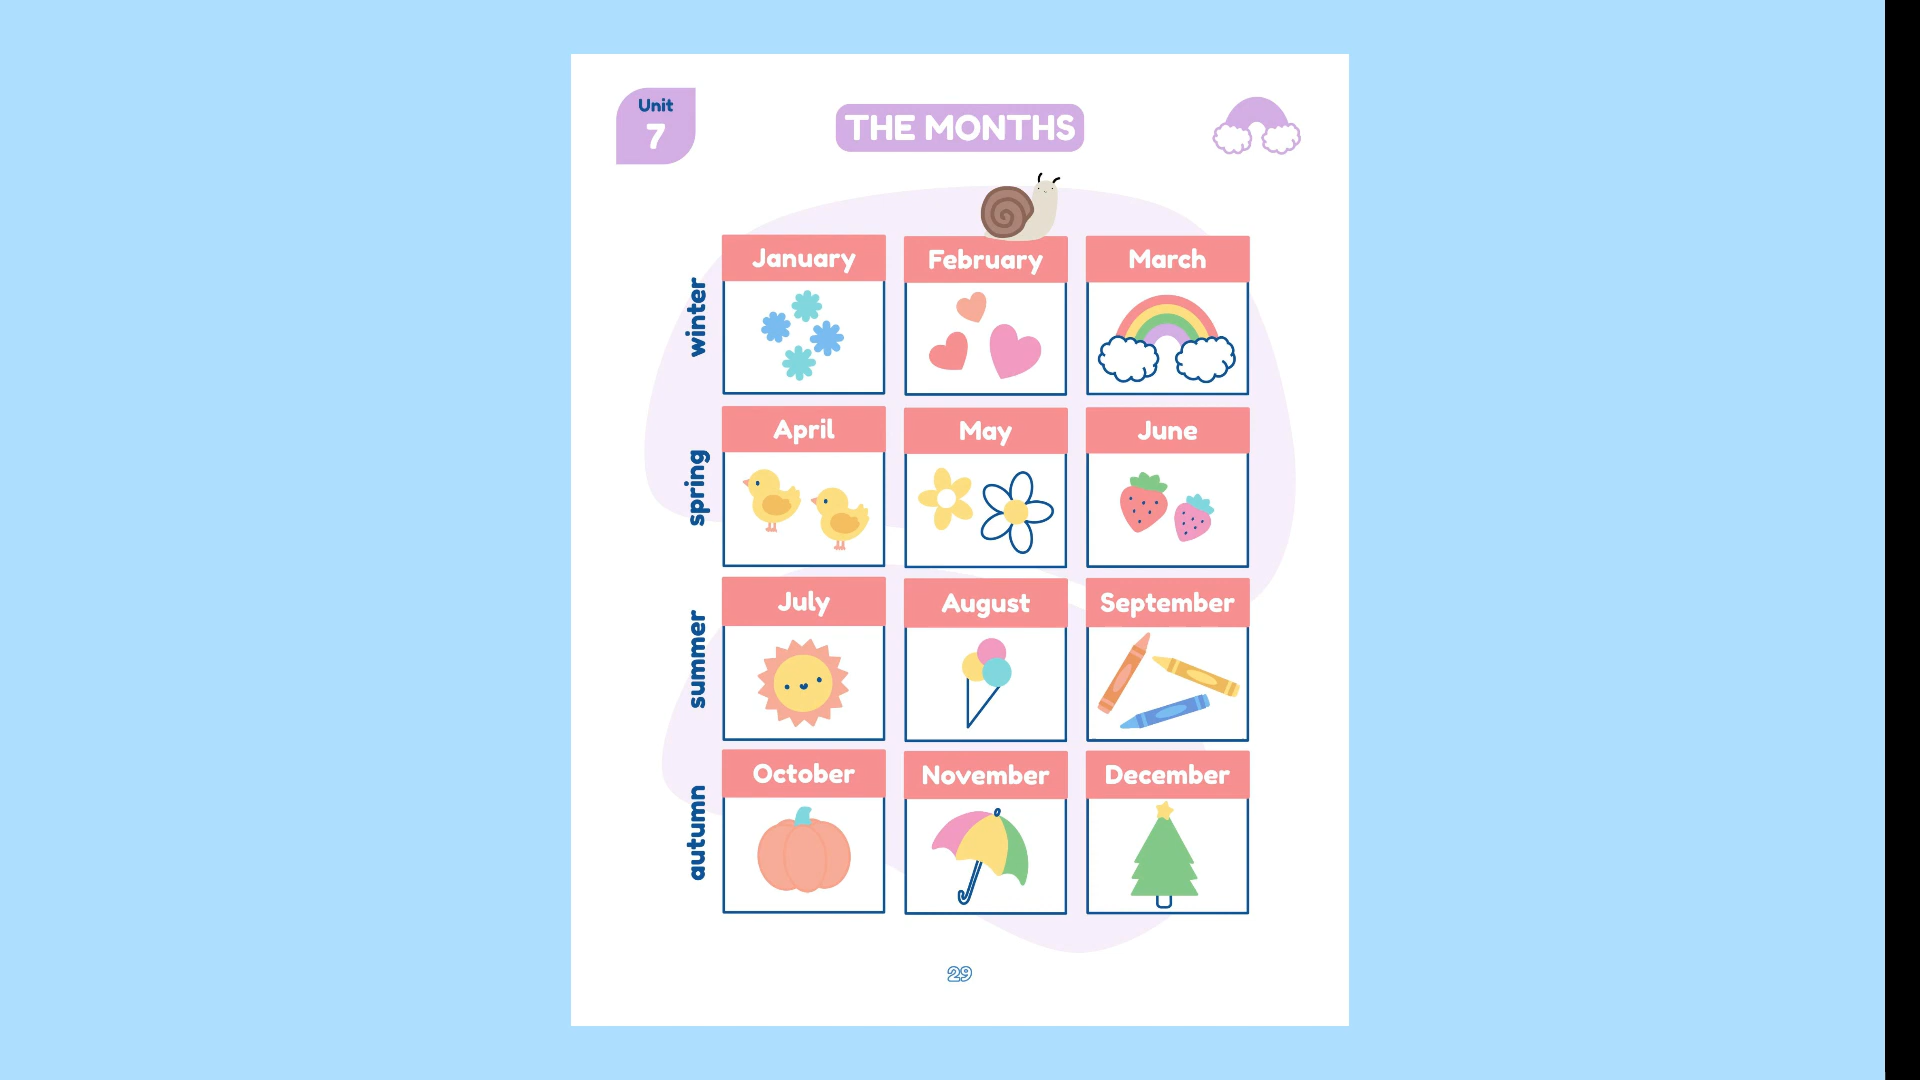 Unit
7
THE MONTHS
winter
January
February
March
spring
April
May
June
summer
July
August
September
autumn
October
November
December
29